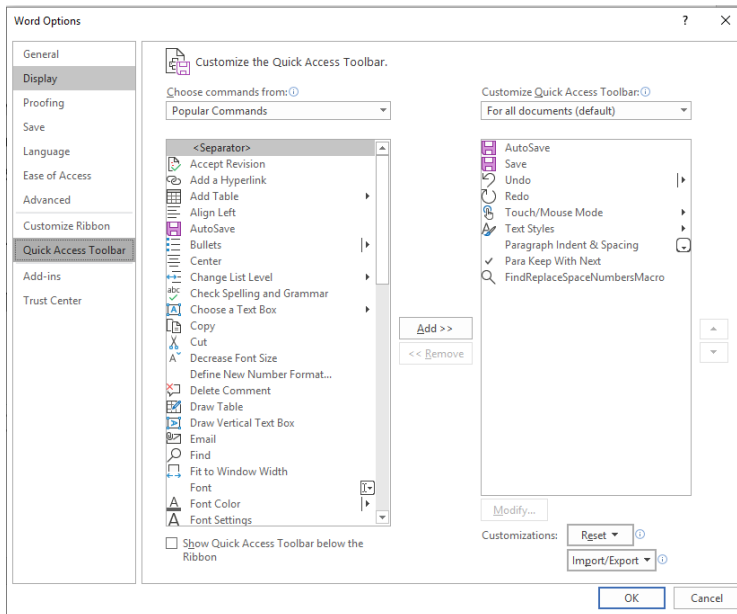 Word Options
?
General
Display
Proofing
Save
Language
Ease of Access
Advanced
Customize Ribbon
Quick Access Toolbar
Add-ins
Trust Center
Customize the Quick Access Toolbar.
Choose commands from:
Popular Commands
<Separator>
Accept Revision
Add a Hyperlink
Add Table
Align Left
AutoSave
Bullets
Center
Change List Level
abc Check Spelling and Grammar
Choose a Text Box
Copy
Cut
Decrease Font Size
Define New Number Format...
Delete Comment
Draw Table
Draw Vertical Text Box
Email
Find
Fit to Window Width
Font
Font Color
Font Settings
Show Quick Access Toolbar below the
Ribbon
Add >>
<< Remove
Customize Quick Access Toolbar:
For all documents (default)
AutoSave
Save
Undo
Redo
Touch/Mouse Mode
Text Styles
Paragraph Indent & Spacing
Para Keep With Next
FindReplaceSpaceNumbersMacro
Modify...
Customizations:
Reset
Import/Export
OK
Cancel